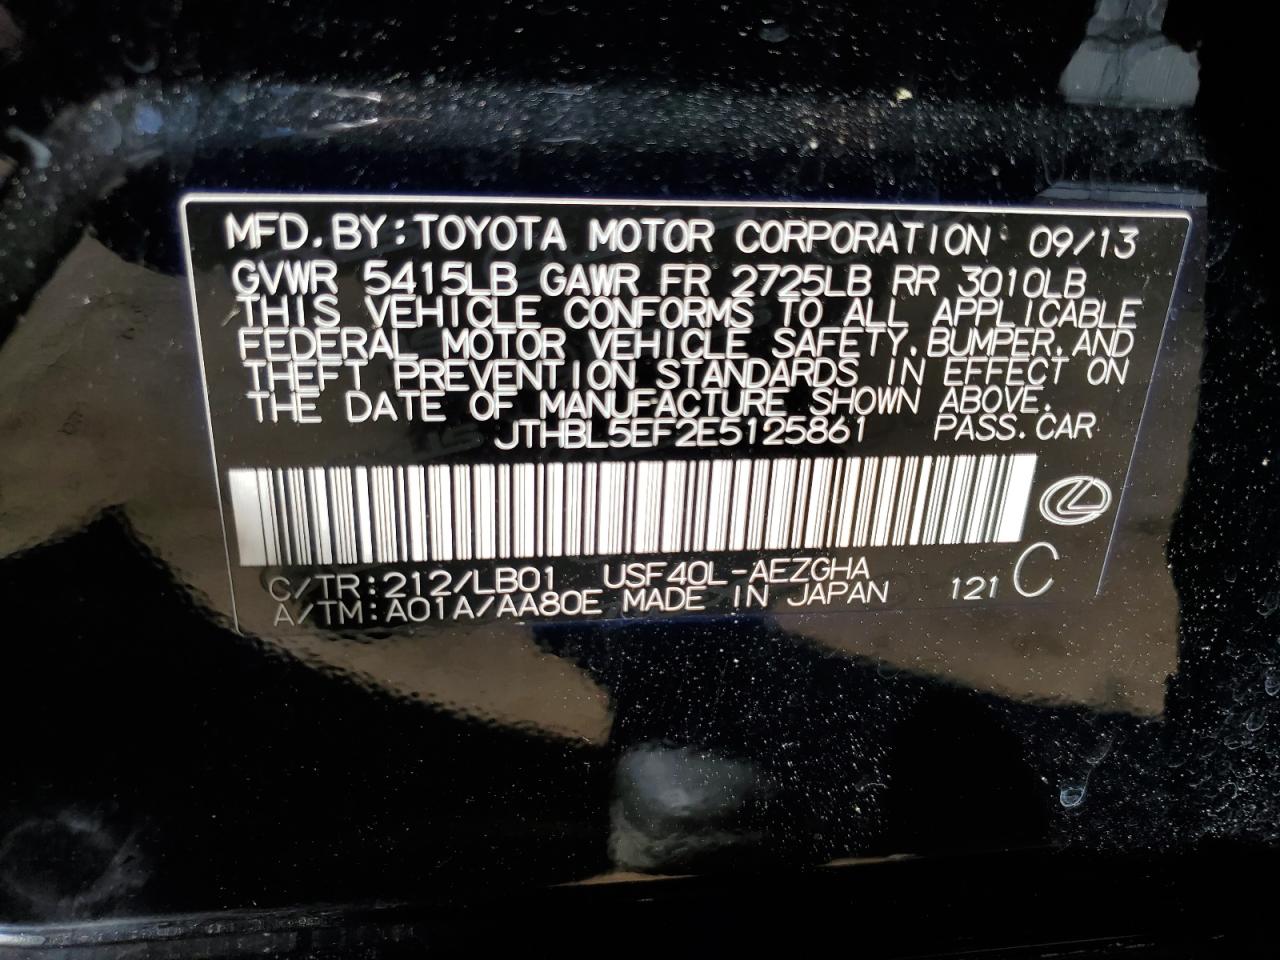 MFD. BY: TOYOTA MOTOR CORPORATION 09/13
GVWR 5415LB GAWR FR 2725LB RR 3010LB
THIS VEHICLE CONFORMS TO ALL APPLICABLE
FEDERAL MOTOR VEHICLE SAFETY, BUMPER, AND
THEFT PREVENTION STANDARDS IN EFFECT ON
THE DATE OF MANUFACTURE SHOWN ABOVE.
JTHBL5EF2E5125861 PASS. CAR
C/TR: 212/LB01 USF40L-AEZGHA 121 C
A/TM: A01A/AA80E MADE IN JAPAN